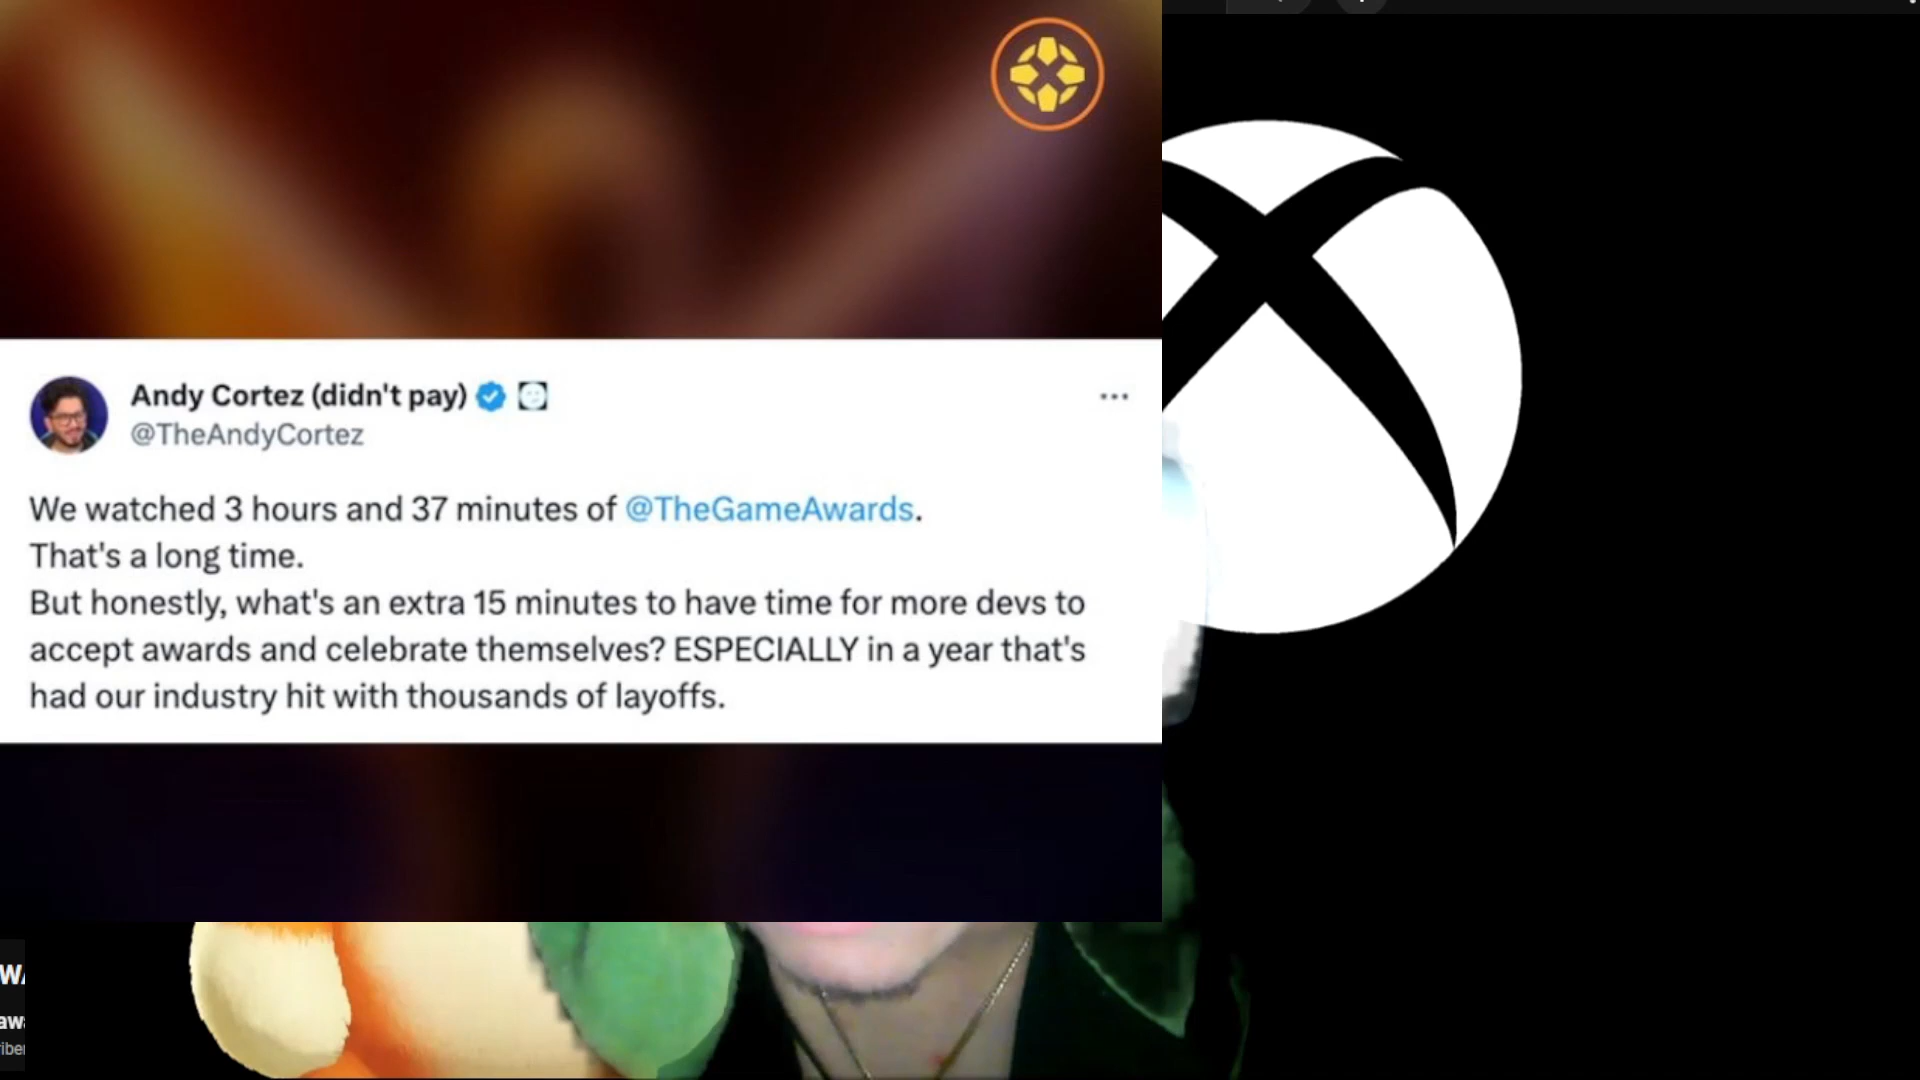 Andy Cortez (didn't pay)
@TheAndyCortez
We watched 3 hours and 37 minutes of @TheGameAwards.
That's a long time.
But honestly, what's an extra 15 minutes to have time for more devs to
accept awards and celebrate themselves? ESPECIALLY in a year that's
had our industry hit with thousands of layoffs.